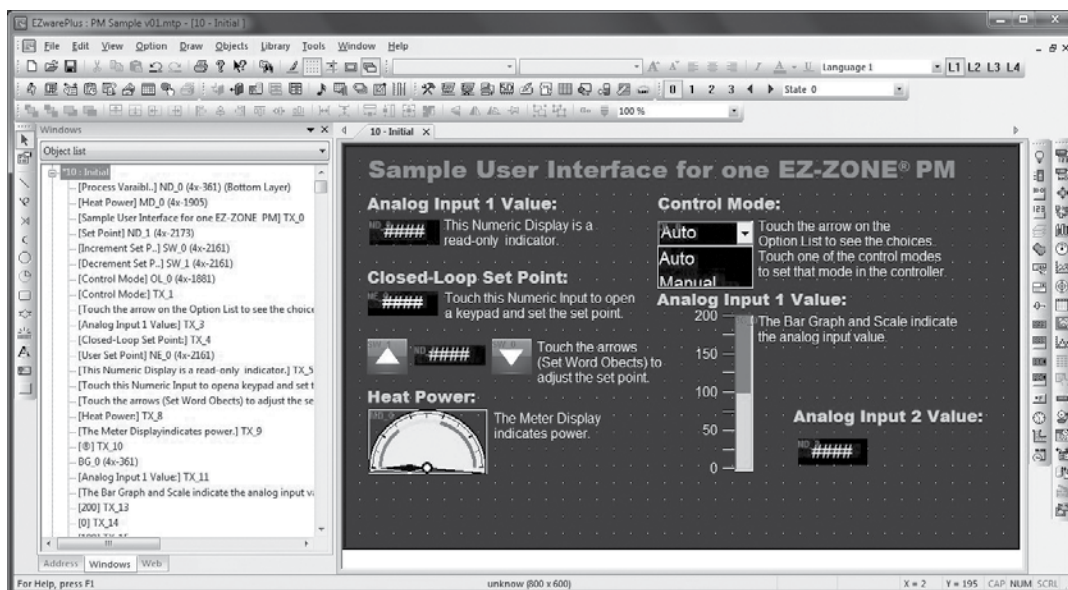 EZwarePlus : PM Sample v01.mtp - [10 - Initial ]
File Edit View Option Draw Objects Library Tools Window Help
Language 1 L1 L2 L3 L4
0 1 2 3 State 0
100 %
Windows
10 - Initial
Object list
*10 : Initial
[Process Varaibl..] ND_0 (4x-361) (Bottom Layer)
[Heat Power] MD_0 (4x-1905)
[Sample User Interface for one EZ-ZONE PM] TX_0
[Set Point] ND_1 (4x-2173)
[Increment Set P..] SW_0 (4x-2161)
[Decrement Set P..] SW_1 (4x-2161)
[Control Mode] OL_0 (4x-1881)
[Control Mode:] TX_1
[Touch the arrow on the Option List to see the choice
[Analog Input 1 Value:] TX_3
[Closed-Loop Set Point:] TX_4
[User Set Point] NE_0 (4x-2161)
[This Numeric Display is a read-only indicator.] TX_5
[Touch this Numeric Input to opena keypad and set t
[Touch the arrows (Set Word Obects) to adjust the se
[Heat Power:] TX_8
[The Meter Displayindicates power.] TX_9
[®] TX_10
BG_0 (4x-361)
[Analog Input 1 Value:] TX_11
[The Bar Graph and Scale indicate the analog input va
[200] TX_13
[0] TX_14
Address Windows Web
Sample User Interface for one EZ-ZONE® PM
Analog Input 1 Value:
####
This Numeric Display is a
read-only indicator.
Closed-Loop Set Point:
####
Touch this Numeric Input to open
a keypad and set the set point.
SW_1
####
SW_0
Touch the arrows
(Set Word Obects) to
adjust the set point.
Heat Power:
MD_0
The Meter Display
indicates power.
Control Mode:
Auto
Auto
Manual
Touch the arrow on the
Option List to see the choices.
Touch one of the control modes
to set that mode in the controller.
Analog Input 1 Value:
200
150
100
50
0
The Bar Graph and Scale indicate
the analog input value.
Analog Input 2 Value:
####
For Help, press F1
unknow (800 x 600)
X = 2 Y = 195 CAP NUM SCRL